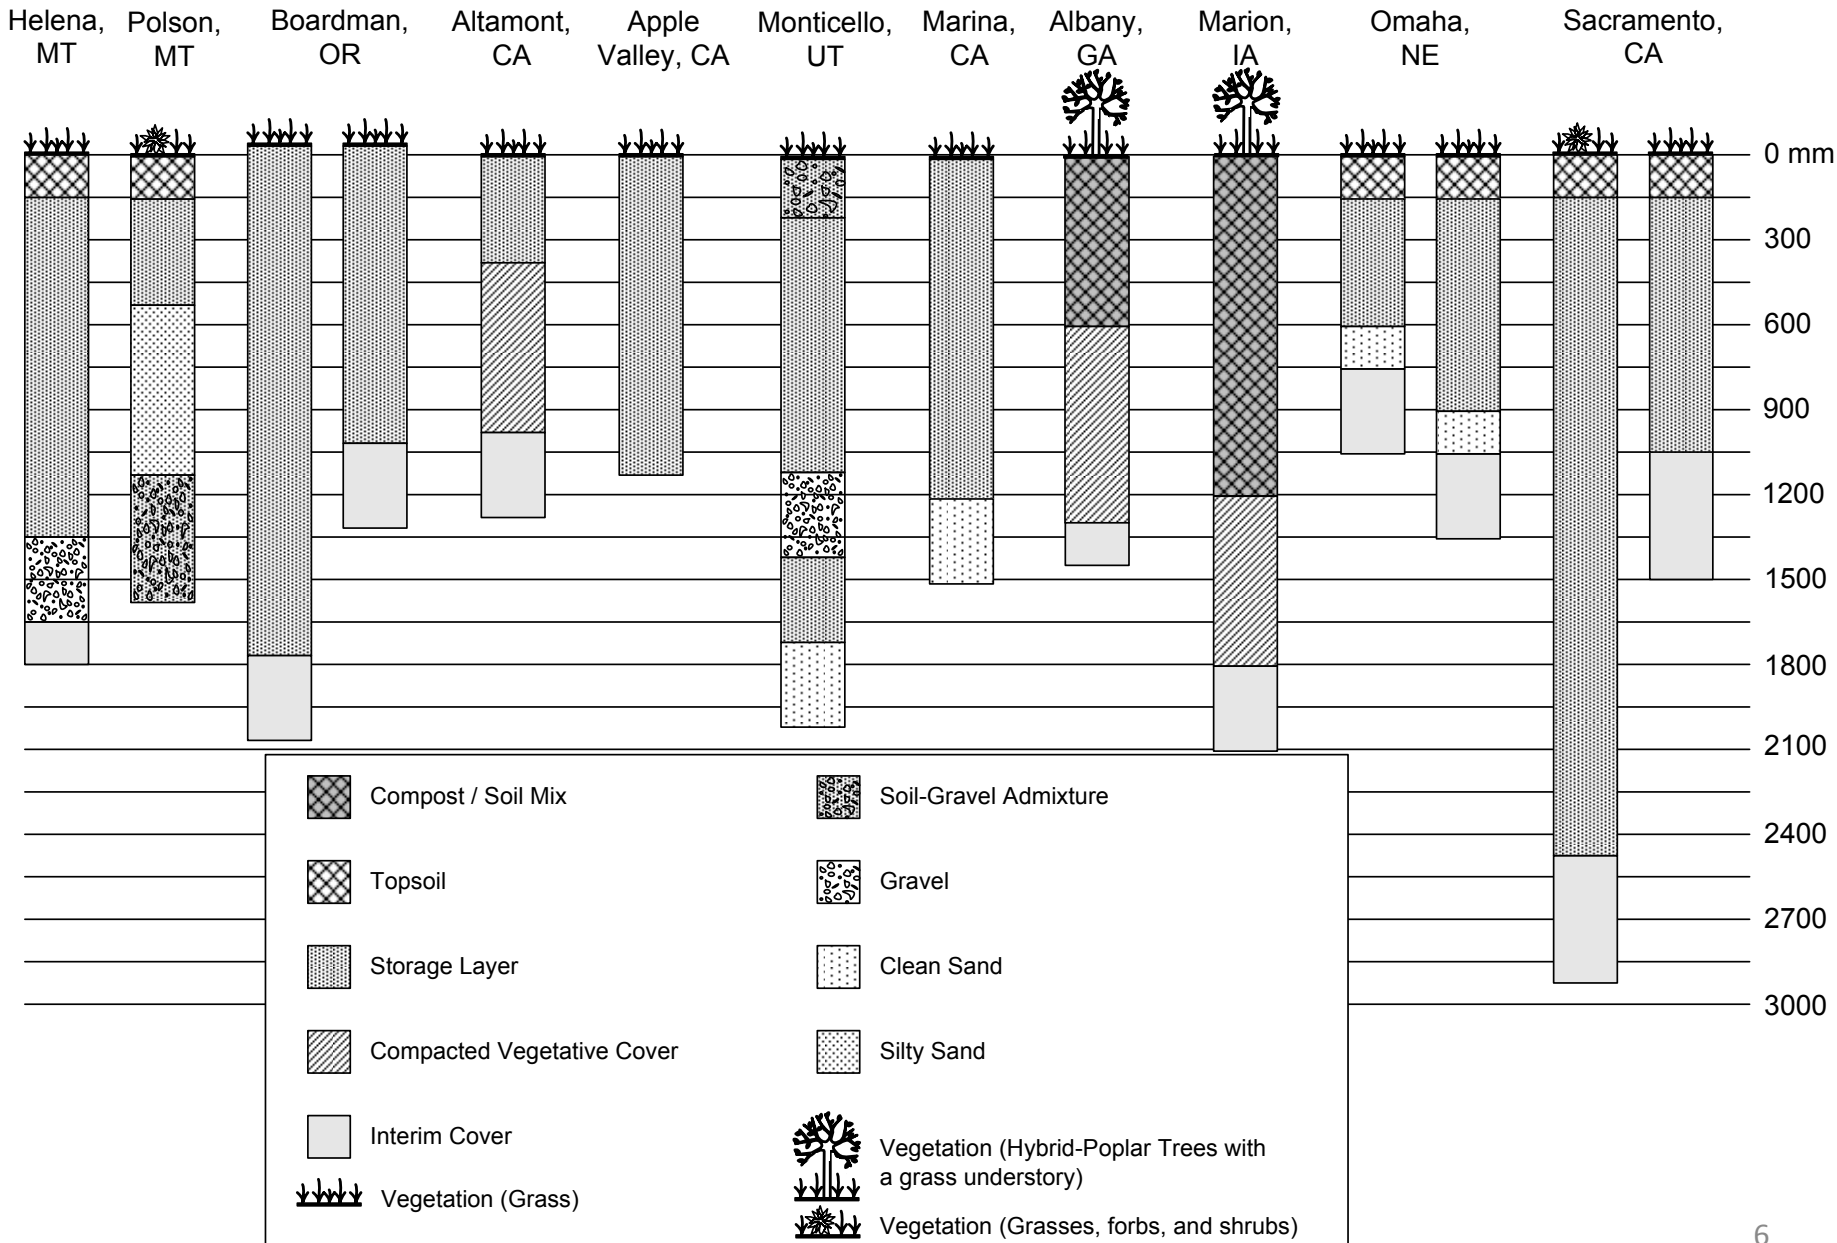 Helena,
MT
Polson,
MT
Boardman,
OR
Altamont,
CA
Apple
Valley, CA
Monticello,
UT
Marina,
CA
Albany,
GA
Marion,
IA
Omaha,
NE
Sacramento,
CA
0 mm
300
600
900
1200
1500
1800
2100
2400
2700
3000
Compost / Soil Mix
Topsoil
Storage Layer
Compacted Vegetative Cover
Interim Cover
Vegetation (Grass)
Soil-Gravel Admixture
Gravel
Clean Sand
Silty Sand
Vegetation (Hybrid-Poplar Trees with
a grass understory)
Vegetation (Grasses, forbs, and shrubs)
6